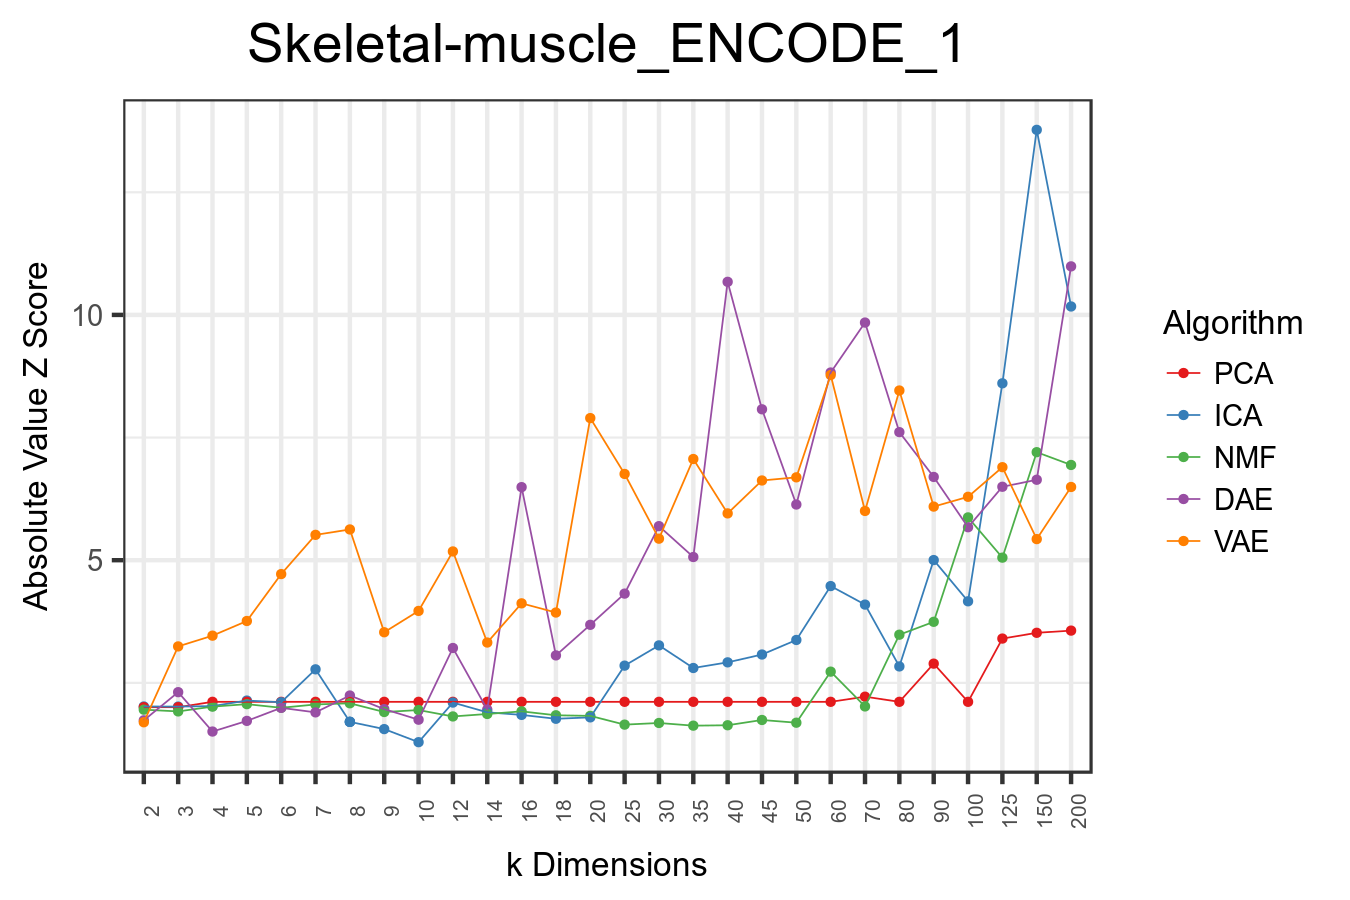 Skeletal-muscle_ENCODE_1
Absolute Value Z Score
10
5
2 3 4 5 6 7 8 9 10 12 14 16 18 20 25 30 35 40 45 50 60 70 80 90 100 125 150 200
k Dimensions
Algorithm
PCA
ICA
NMF
DAE
VAE